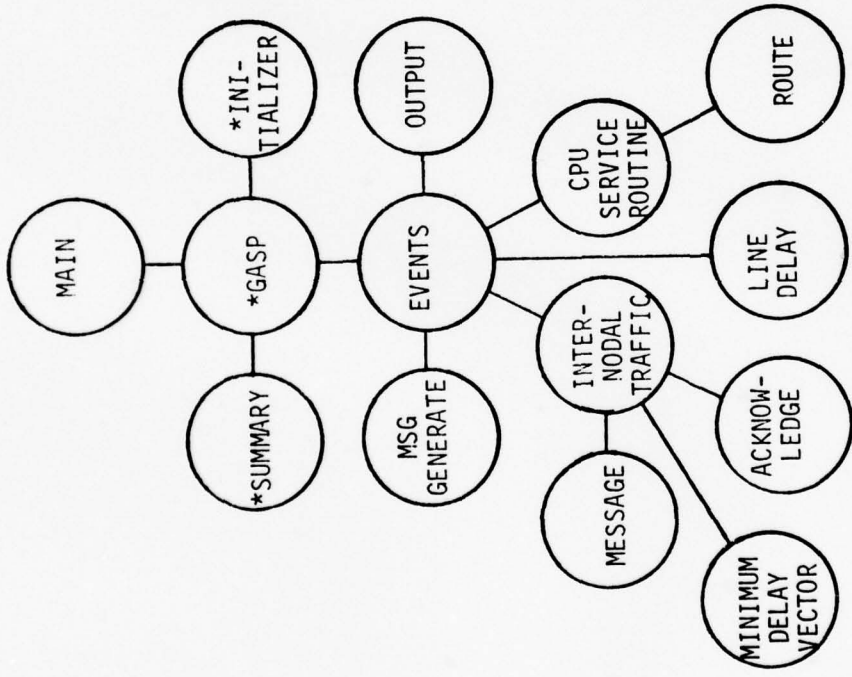 MAIN
*SUMMARY
*GASP
*INI-
TIALIZER
MSG
GENERATE
EVENTS
OUTPUT
MESSAGE
INTER-
NODAL
TRAFFIC
CPU
SERVICE
ROUTINE
MINIMUM
DELAY
VECTOR
ACKNOW-
LEDGE
LINE
DELAY
ROUTE